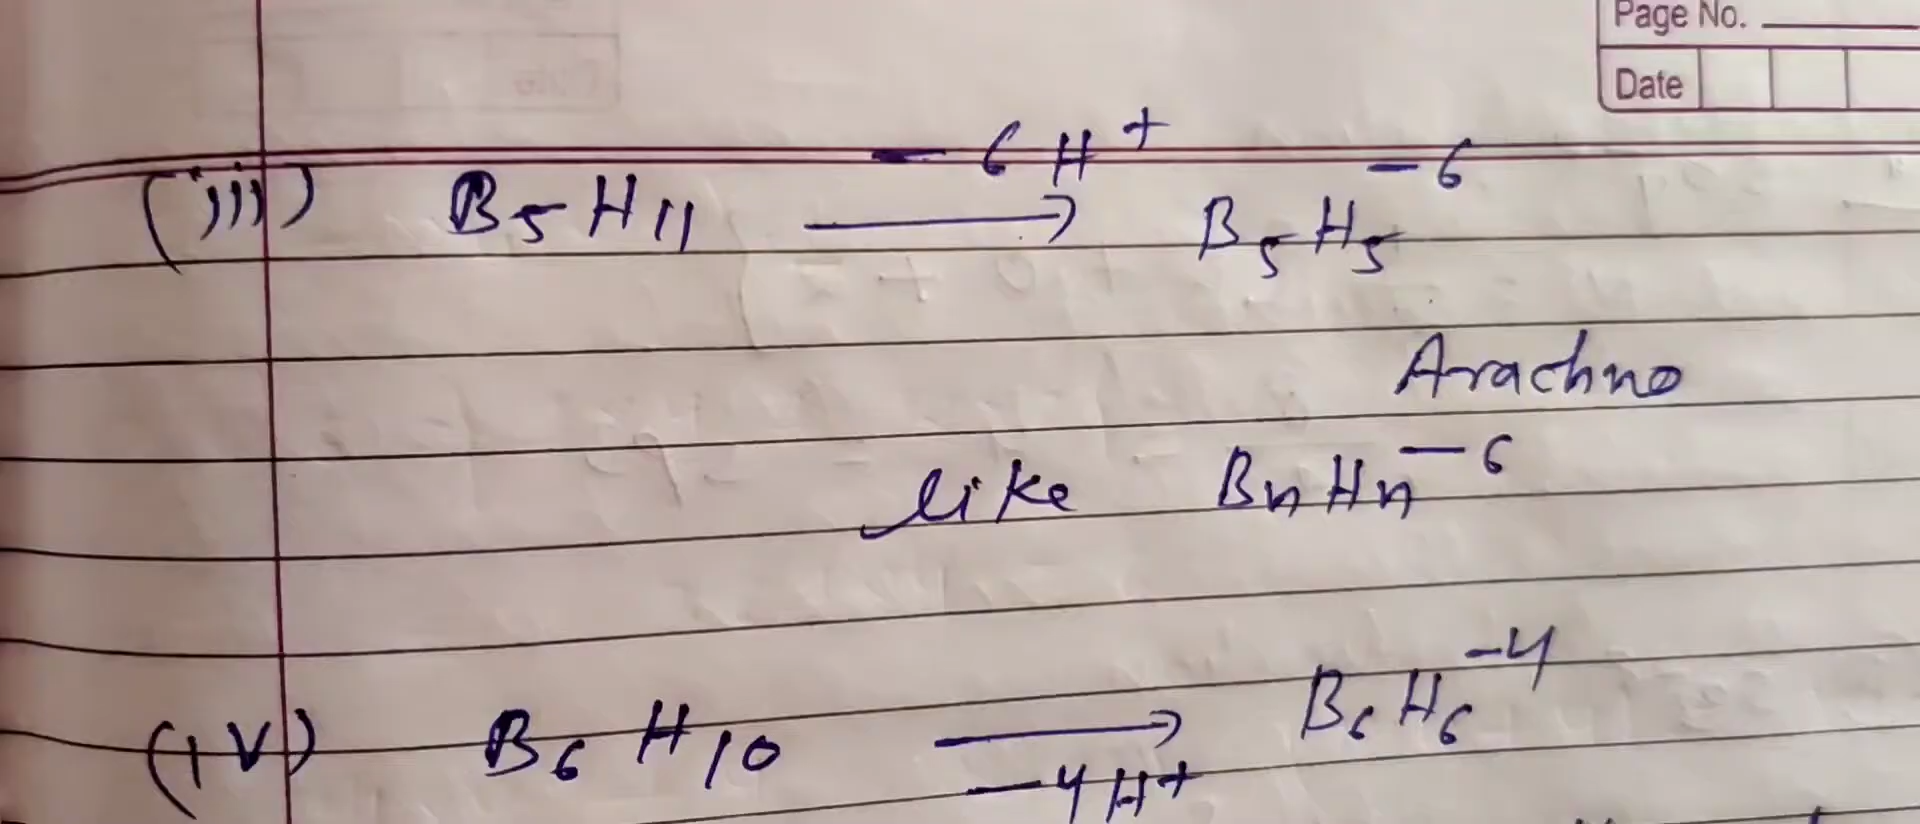 Page No.
Date
(iii) B5H11 —6H+ → B5H5 —6
Arachno
like BnHn —6
(iv) B6H10 → —4H+ B6H6 —4